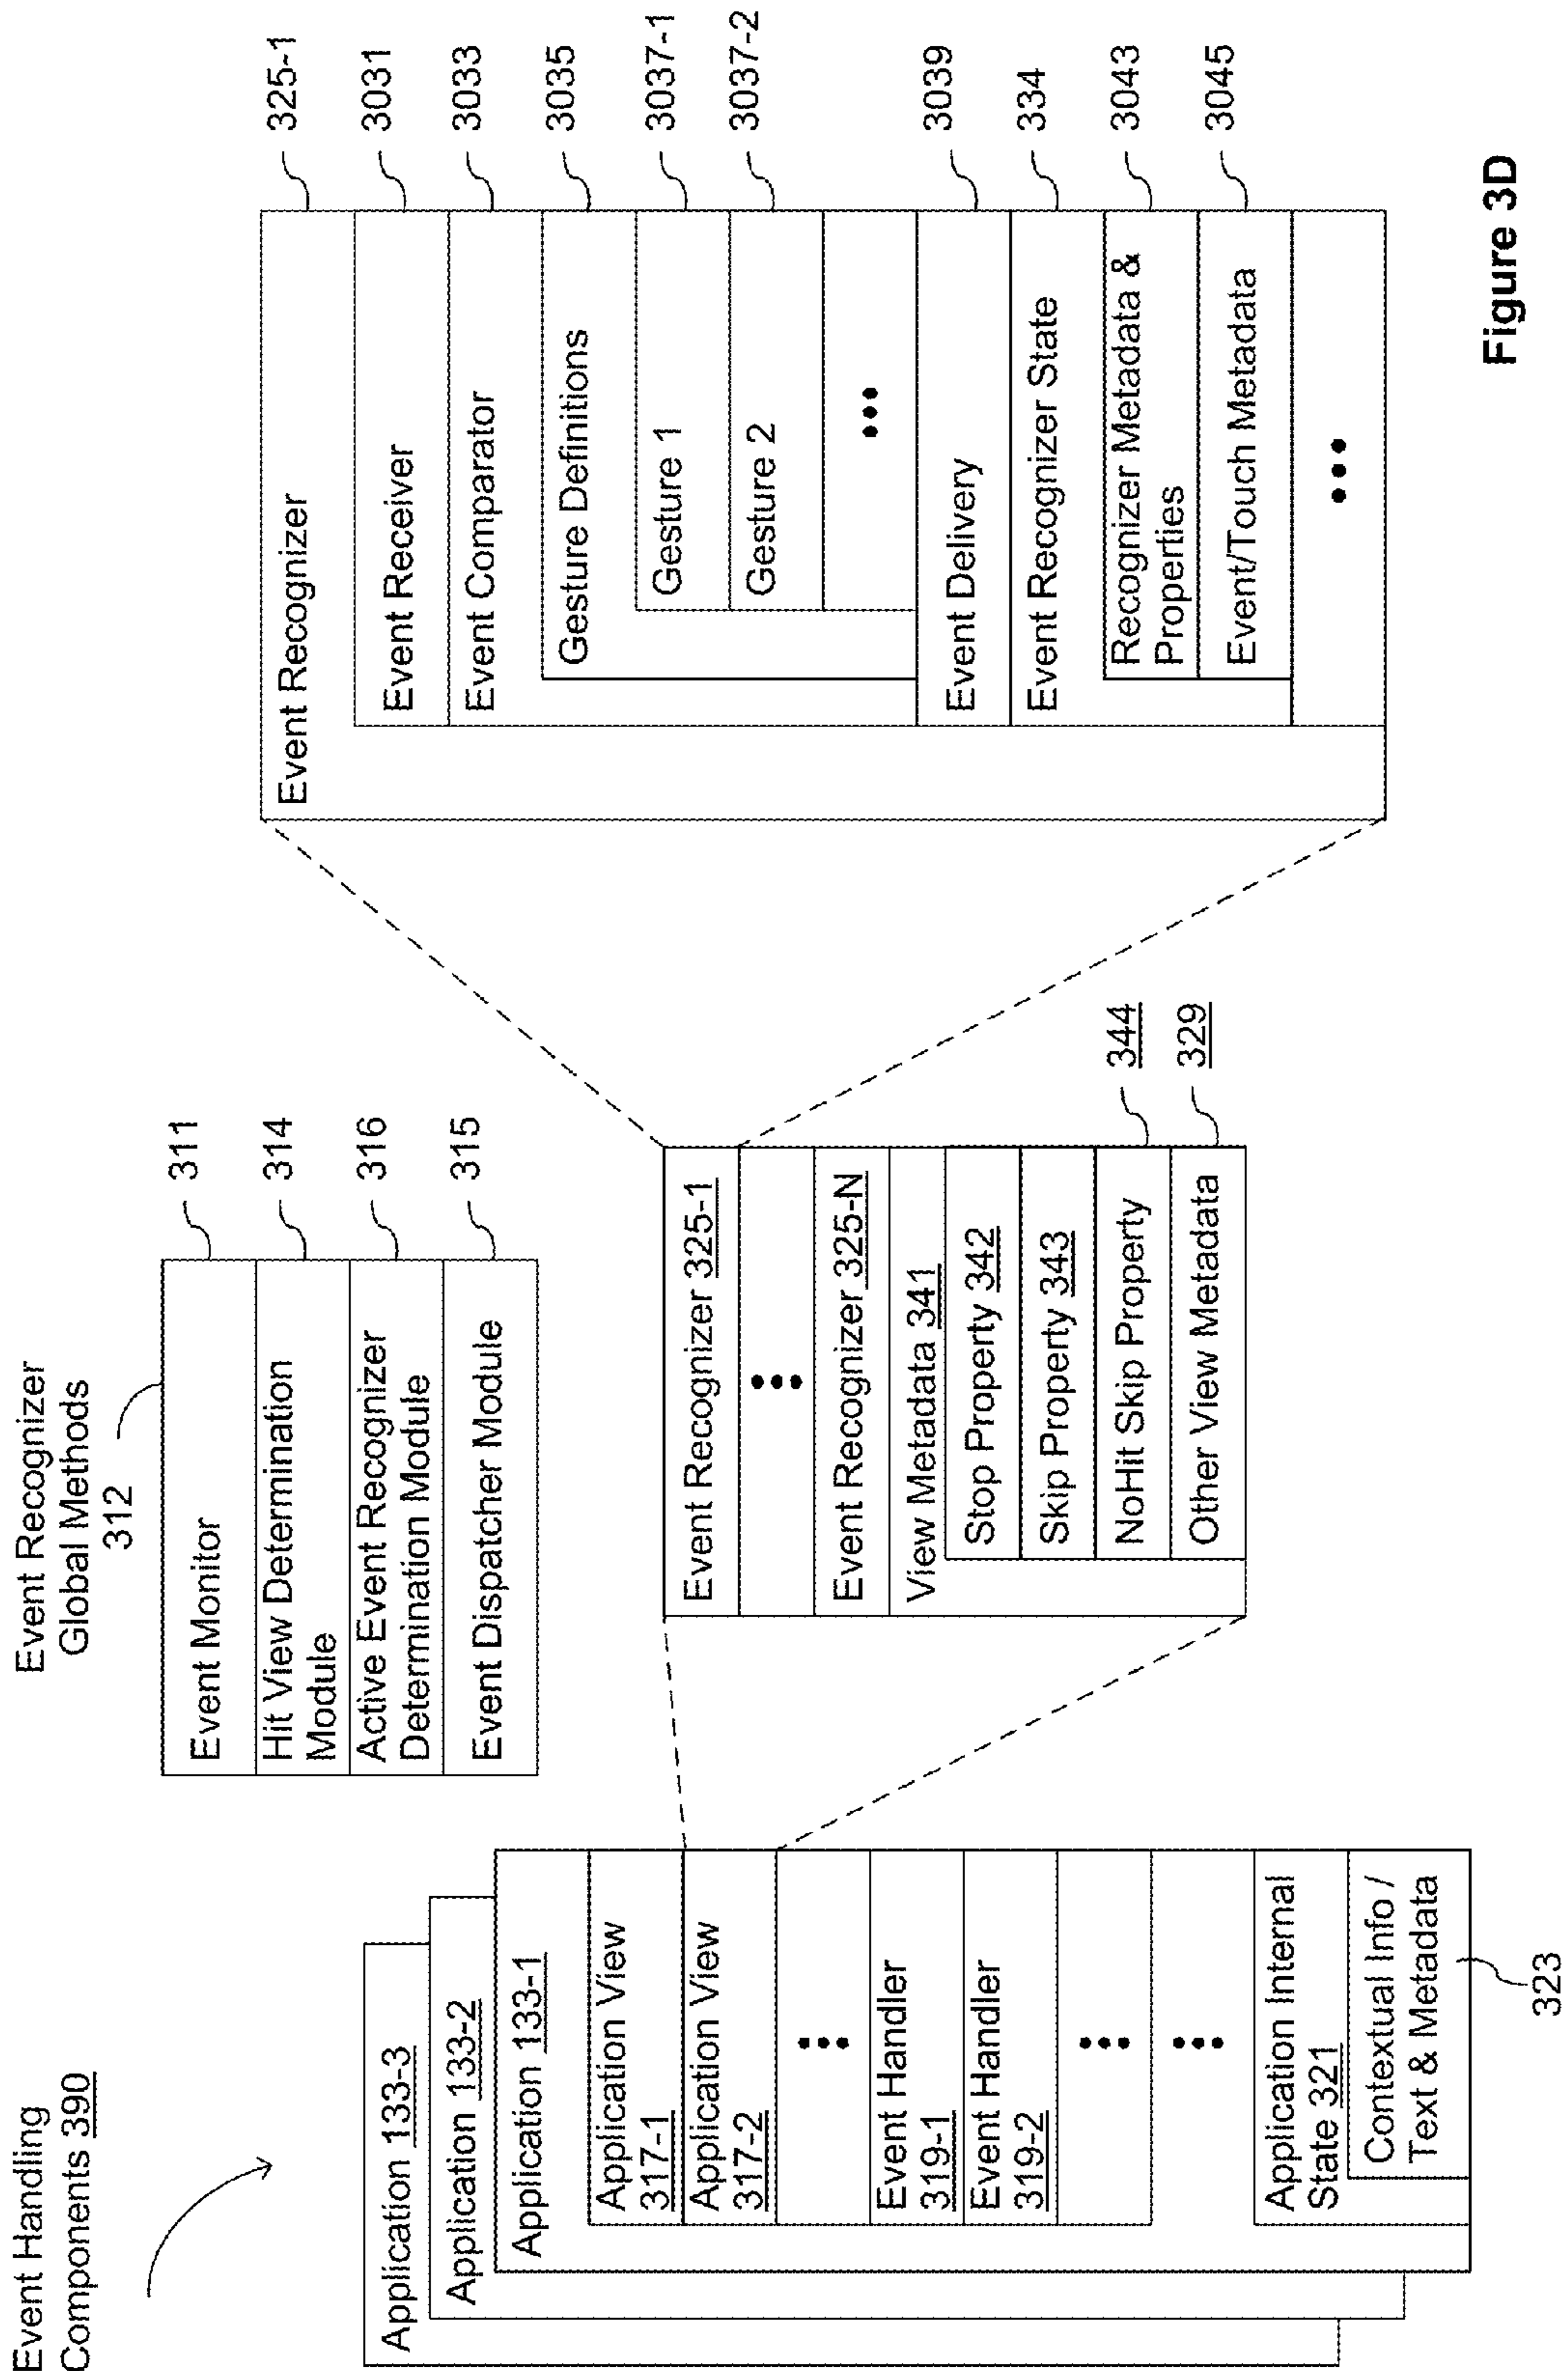 Event Handling
Components 390
Event Recognizer
Global Methods
312
Event Monitor
311
Hit View Determination
Module
314
Active Event Recognizer
Determination Module
316
Event Dispatcher Module
315
Application 133-3
Application 133-2
Application 133-1
Application View
317-1
Application View
317-2
•••
Event Handler
319-1
Event Handler
319-2
•••
•••
Application Internal
State 321
Contextual Info /
Text & Metadata
323
Event Recognizer 325-1
•••
Event Recognizer 325-N
View Metadata 341
Stop Property 342
Skip Property 343
NoHit Skip Property
344
Other View Metadata
329
Event Recognizer
325-1
Event Receiver
3031
Event Comparator
3033
Gesture Definitions
3035
Gesture 1
3037-1
Gesture 2
3037-2
•••
Event Delivery
3039
Event Recognizer State
334
Recognizer Metadata &
Properties
3043
Event/Touch Metadata
3045
•••
Figure 3D